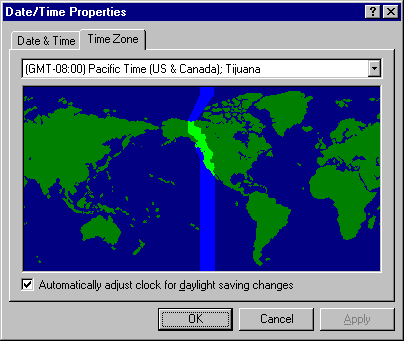 Date/Time Properties
Date & Time
Time Zone
(GMT-08:00) Pacific Time (US & Canada); Tijuana
Automatically adjust clock for daylight saving changes
OK
Cancel
Apply